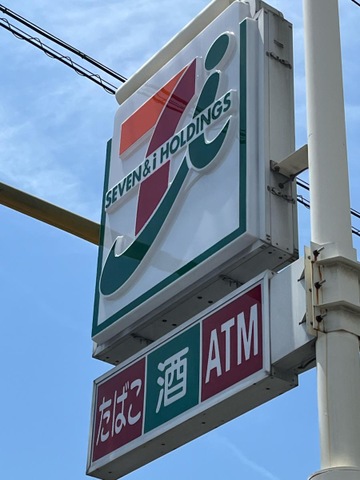 SEVEN & i HOLDINGS
たばこ 酒 ATM